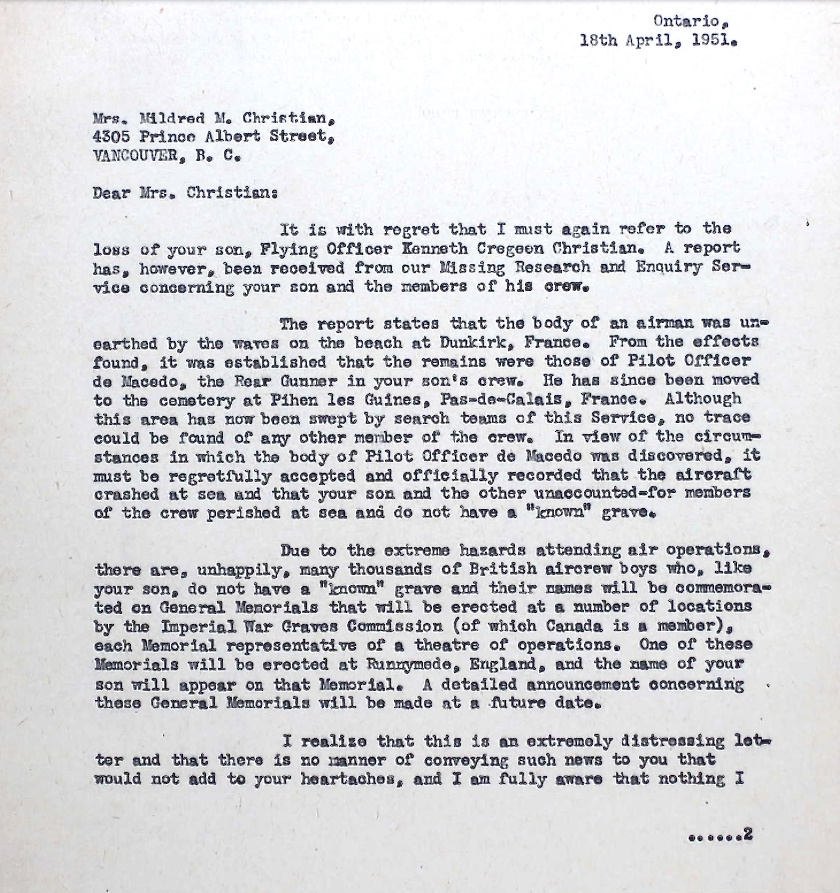 Ontario,
18th April, 1951.
Mrs. Mildred M. Christian,
4305 Prince Albert Street,
VANCOUVER, B. C.
Dear Mrs. Christian:
It is with regret that I must again refer to the
loss of your son, Flying Officer Kenneth Cregeen Christian. A report
has, however, been received from our Missing Research and Enquiry Ser-
vice concerning your son and the members of his crew.
The report states that the body of an airman was un-
earthed by the waves on the beach at Dunkirk, France. From the effects
found, it was established that the remains were those of Pilot Officer
de Macedo, the Rear Gunner in your son's crew. He has since been moved
to the cemetery at Pihen les Guines, Pas-de-Calais, France. Although
this area has now been swept by search teams of this Service, no trace
could be found of any other member of the crew. In view of the circum-
stances in which the body of Pilot Officer de Macedo was discovered, it
must be regretfully accepted and officially recorded that the aircraft
crashed at sea and that your son and the other unaccounted-for members
of the crew perished at sea and do not have a "known" grave.
Due to the extreme hazards attending air operations,
there are, unhappily, many thousands of British aircrew boys who, like
your son, do not have a "known" grave and their names will be commemora-
ted on General Memorials that will be erected at a number of locations
by the Imperial War Graves Commission (of which Canada is a member),
each Memorial representative of a theatre of operations. One of these
Memorials will be erected at Runnymede, England, and the name of your
son will appear on that Memorial. A detailed announcement concerning
these General Memorials will be made at a future date.
I realize that this is an extremely distressing let-
ter and that there is no manner of conveying such news to you that
would not add to your heartaches, and I am fully aware that nothing I
......2